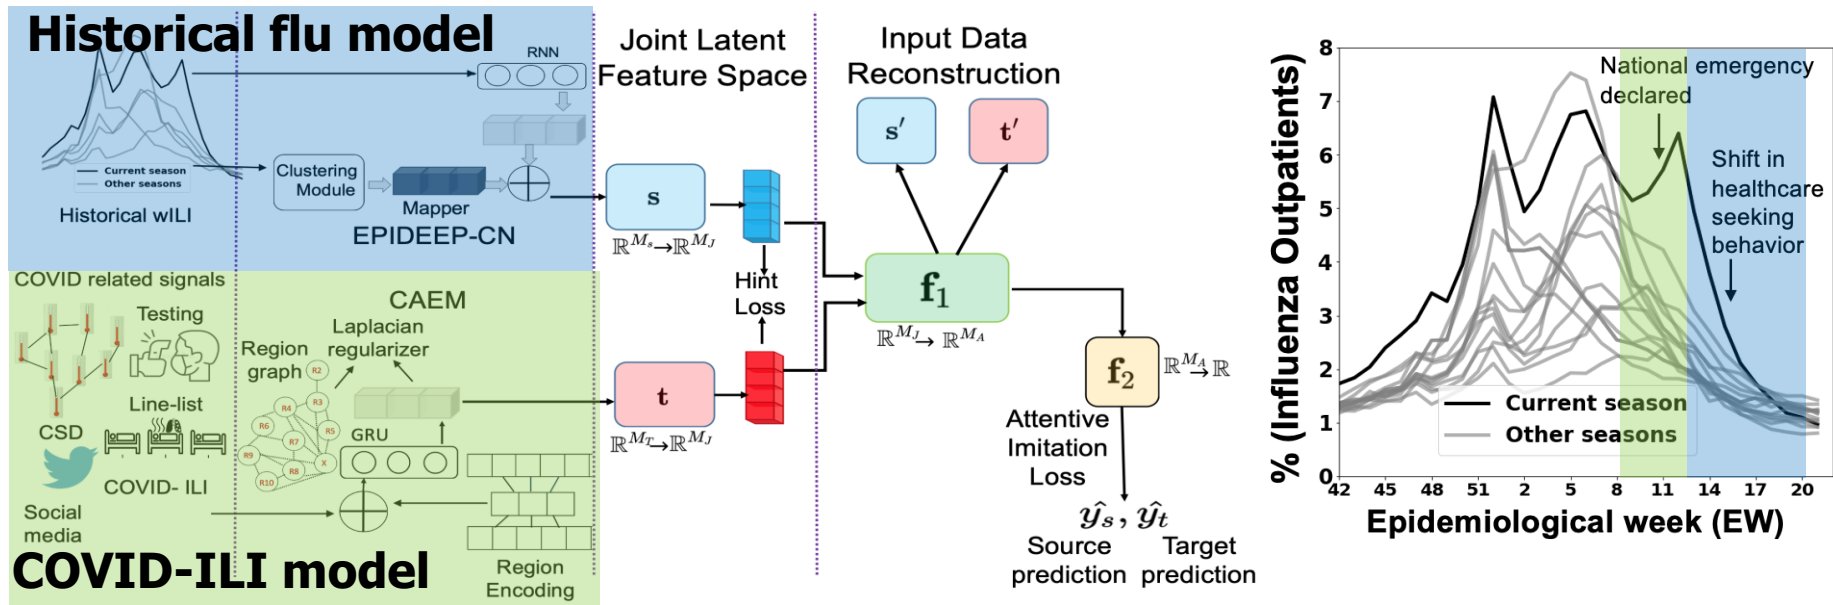 Historical flu model
Current season
Other seasons
Historical wILI
RNN
Clustering
Module
Mapper
EPIDEEP-CN
COVID related signals
Testing
Line-list
CSD
COVID- ILI
Social
media
COVID-ILI model
CAEM
Laplacian
regularizer
Region
graph
R2
R3
R4
R5
R6
R7
R8
R9
R10
X
GRU
Region
Encoding
Joint Latent
Feature Space
s
ℝ^{M_s}→ℝ^{M_J}
Hint
Loss
t
ℝ^{M_T}→ℝ^{M_J}
Input Data
Reconstruction
s′
t′
f₁
ℝ^{M_J}→ ℝ^{M_A}
f₂
ℝ^{M_A}→ℝ
Attentive
Imitation
Loss
ŷ_s, ŷ_t
Source
prediction
Target
prediction
% (Influenza Outpatients)
8
7
6
5
4
3
2
1
0
National emergency
declared
Shift in
healthcare
seeking
behavior
Current season
Other seasons
42 45 48 51 2 5 8 11 14 17 20
Epidemiological week (EW)